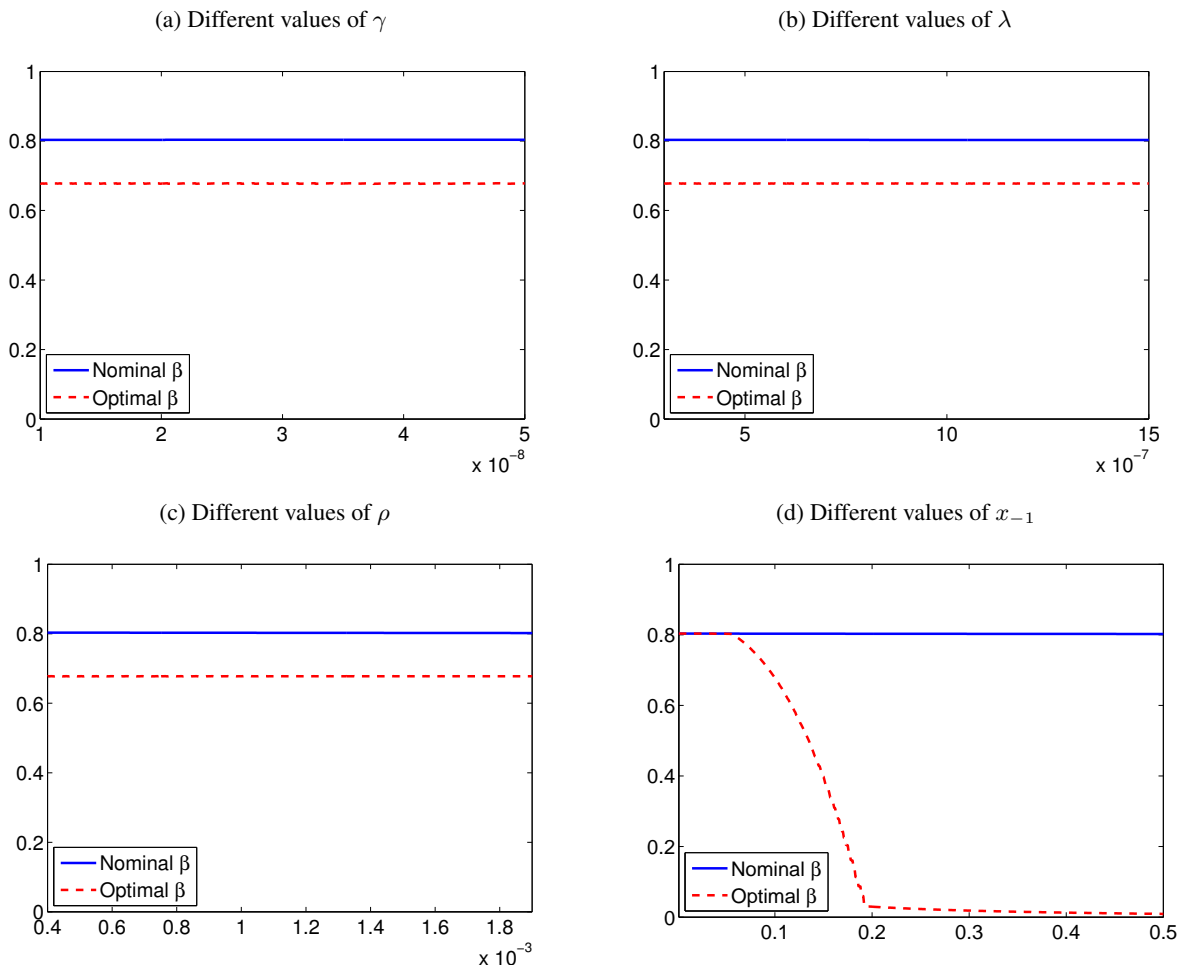 (a) Different values of γ
(b) Different values of λ
1
0.8
0.6
0.4
0.2
0
Nominal β
Optimal β
1 2 3 4 5
x 10⁻⁸
1
0.8
0.6
0.4
0.2
0
Nominal β
Optimal β
5 10 15
x 10⁻⁷
(c) Different values of ρ
(d) Different values of x₋₁
1
0.8
0.6
0.4
0.2
0
Nominal β
Optimal β
0.4 0.6 0.8 1 1.2 1.4 1.6 1.8
x 10⁻³
1
0.8
0.6
0.4
0.2
0
Nominal β
Optimal β
0.1 0.2 0.3 0.4 0.5